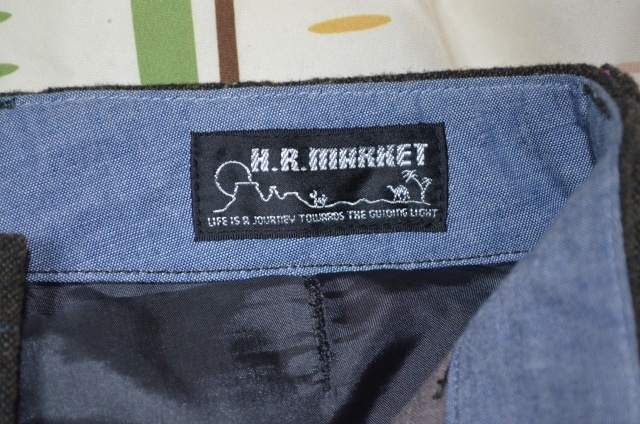 H.R.MARKET
LIFE IS A JOURNEY TOWARDS THE GUIDING LIGHT